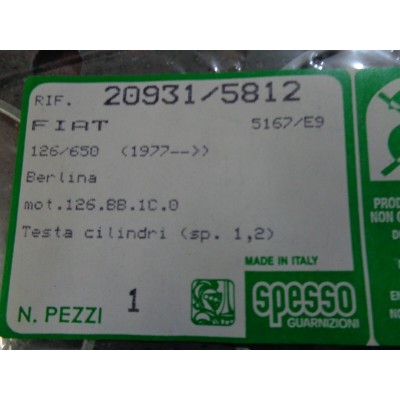 RIF. 20931/5812
FIAT 5167/E9
126/650 (1977-->)
Berlina
mot.126.BB.1C.0
Testa cilindri (sp. 1,2)
MADE IN ITALY
N. PEZZI 1
spesso
GUARNIZIONI
PROD
NON C